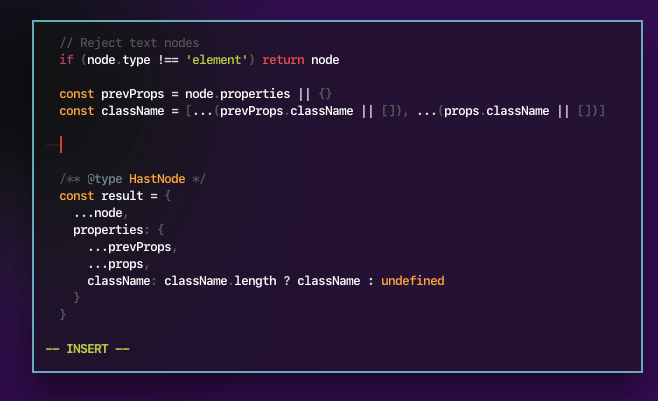 // Reject text nodes
if (node.type !== 'element') return node
const prevProps = node.properties || {}
const className = [...(prevProps.className || []), ...(props.className || [])]
/** @type HastNode */
const result = {
...node,
properties: {
...prevProps,
...props,
className: className.length ? className : undefined
}
}
-- INSERT --